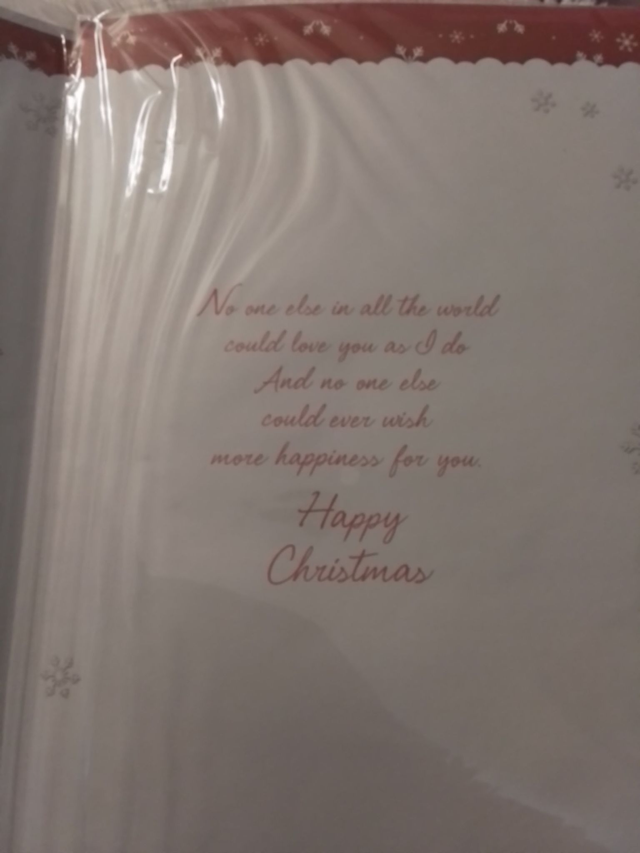 No one else in all the world
could love you as I do
And no one else
could ever wish
more happiness for you.
Happy
Christmas